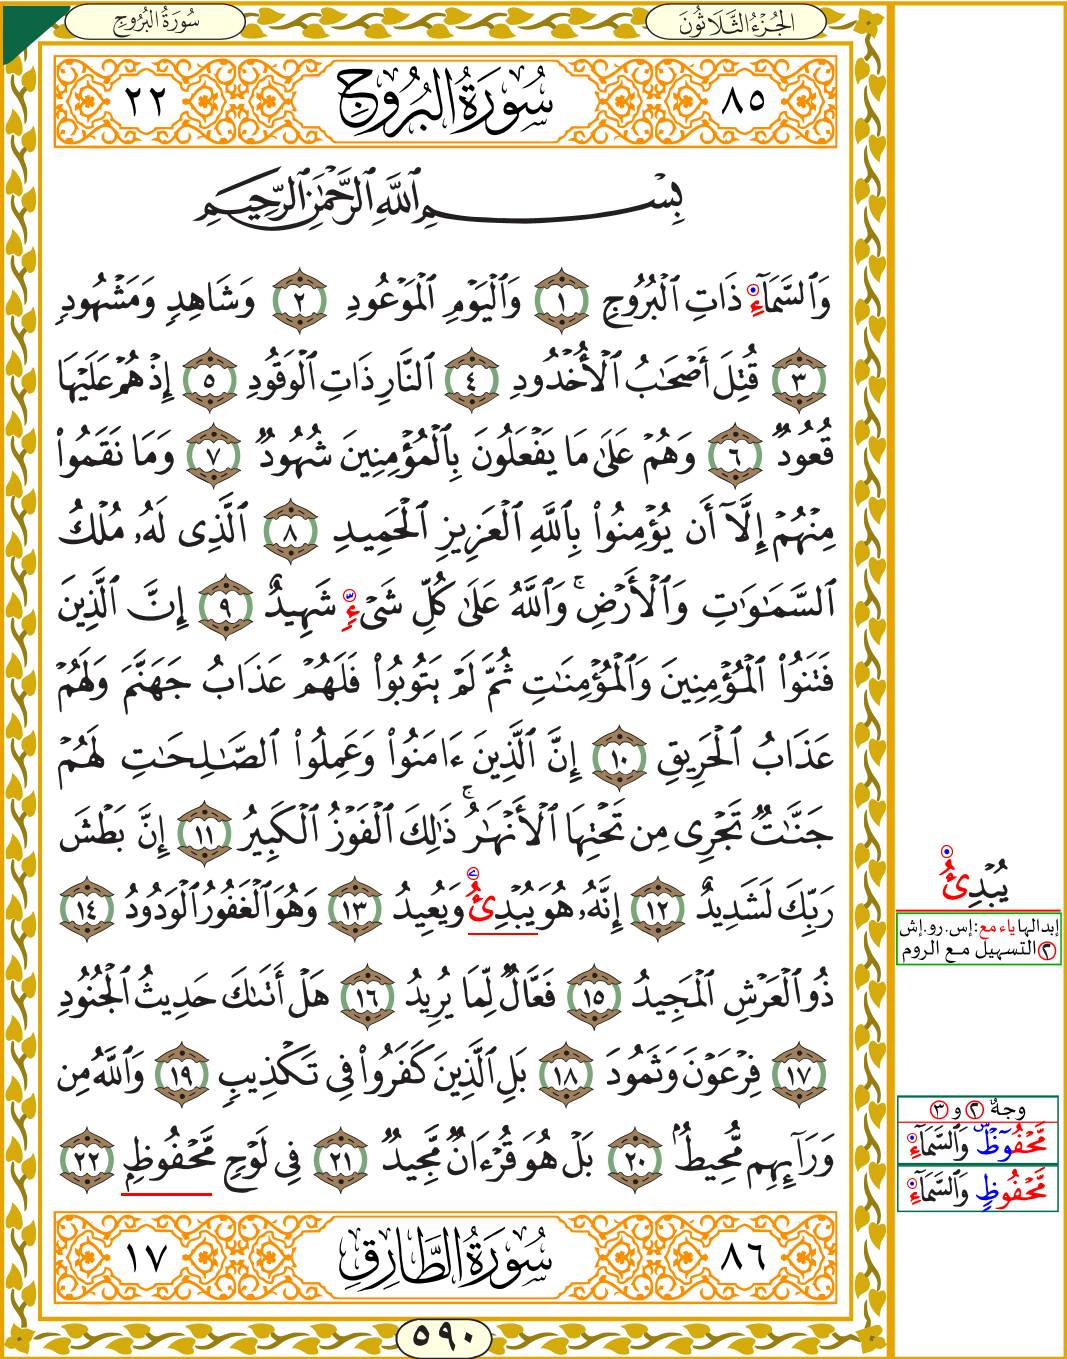 سُورَةُ البُرُوجِ
الجُزْءُ الثَّلَاثُونَ
٨٥ سُورَةُ البُرُوجِ ٢٢
بِسْمِ ٱللَّهِ ٱلرَّحْمَٰنِ ٱلرَّحِيمِ
وَٱلسَّمَآءِ ذَاتِ ٱلْبُرُوجِ ١ وَٱلْيَوْمِ ٱلْمَوْعُودِ ٢ وَشَاهِدٍ وَمَشْهُودٍ
٣ قُتِلَ أَصْحَٰبُ ٱلْأُخْدُودِ ٤ ٱلنَّارِ ذَاتِ ٱلْوَقُودِ ٥ إِذْ هُمْ عَلَيْهَا
قُعُودٌ ٦ وَهُمْ عَلَىٰ مَا يَفْعَلُونَ بِٱلْمُؤْمِنِينَ شُهُودٌ ٧ وَمَا نَقَمُوا۟
مِنْهُمْ إِلَّآ أَن يُؤْمِنُوا۟ بِٱللَّهِ ٱلْعَزِيزِ ٱلْحَمِيدِ ٨ ٱلَّذِى لَهُۥ مُلْكُ
ٱلسَّمَٰوَٰتِ وَٱلْأَرْضِۚ وَٱللَّهُ عَلَىٰ كُلِّ شَىْءٍ شَهِيدٌ ٩ إِنَّ ٱلَّذِينَ
فَتَنُوا۟ ٱلْمُؤْمِنِينَ وَٱلْمُؤْمِنَٰتِ ثُمَّ لَمْ يَتُوبُوا۟ فَلَهُمْ عَذَابُ جَهَنَّمَ وَلَهُمْ
عَذَابُ ٱلْحَرِيقِ ١٠ إِنَّ ٱلَّذِينَ ءَامَنُوا۟ وَعَمِلُوا۟ ٱلصَّٰلِحَٰتِ لَهُمْ
جَنَّٰتٌ تَجْرِى مِن تَحْتِهَا ٱلْأَنْهَٰرُۚ ذَٰلِكَ ٱلْفَوْزُ ٱلْكَبِيرُ ١١ إِنَّ بَطْشَ
رَبِّكَ لَشَدِيدٌ ١٢ إِنَّهُۥ هُوَ يُبْدِئُ وَيُعِيدُ ١٣ وَهُوَ ٱلْغَفُورُ ٱلْوَدُودُ ١٤
ذُو ٱلْعَرْشِ ٱلْمَجِيدُ ١٥ فَعَّالٌ لِّمَا يُرِيدُ ١٦ هَلْ أَتَىٰكَ حَدِيثُ ٱلْجُنُودِ
١٧ فِرْعَوْنَ وَثَمُودَ ١٨ بَلِ ٱلَّذِينَ كَفَرُوا۟ فِى تَكْذِيبٍ ١٩ وَٱللَّهُ مِن
وَرَآئِهِم مُّحِيطٌۢ ٢٠ بَلْ هُوَ قُرْءَانٌ مَّجِيدٌ ٢١ فِى لَوْحٍ مَّحْفُوظٍۭ ٢٢
٨٦ سُورَةُ الطَّارِقِ ١٧
٥٩٠
يُبْدِئُ
إبدالها ياء مع: إس.رو.إش
٢ التسهيل مع الروم
وجهٌ ٢ و ٣
مَّحْفُوظٌ وَٱلسَّمَآءِ
مَّحْفُوظٍ وَٱلسَّمَآءِ